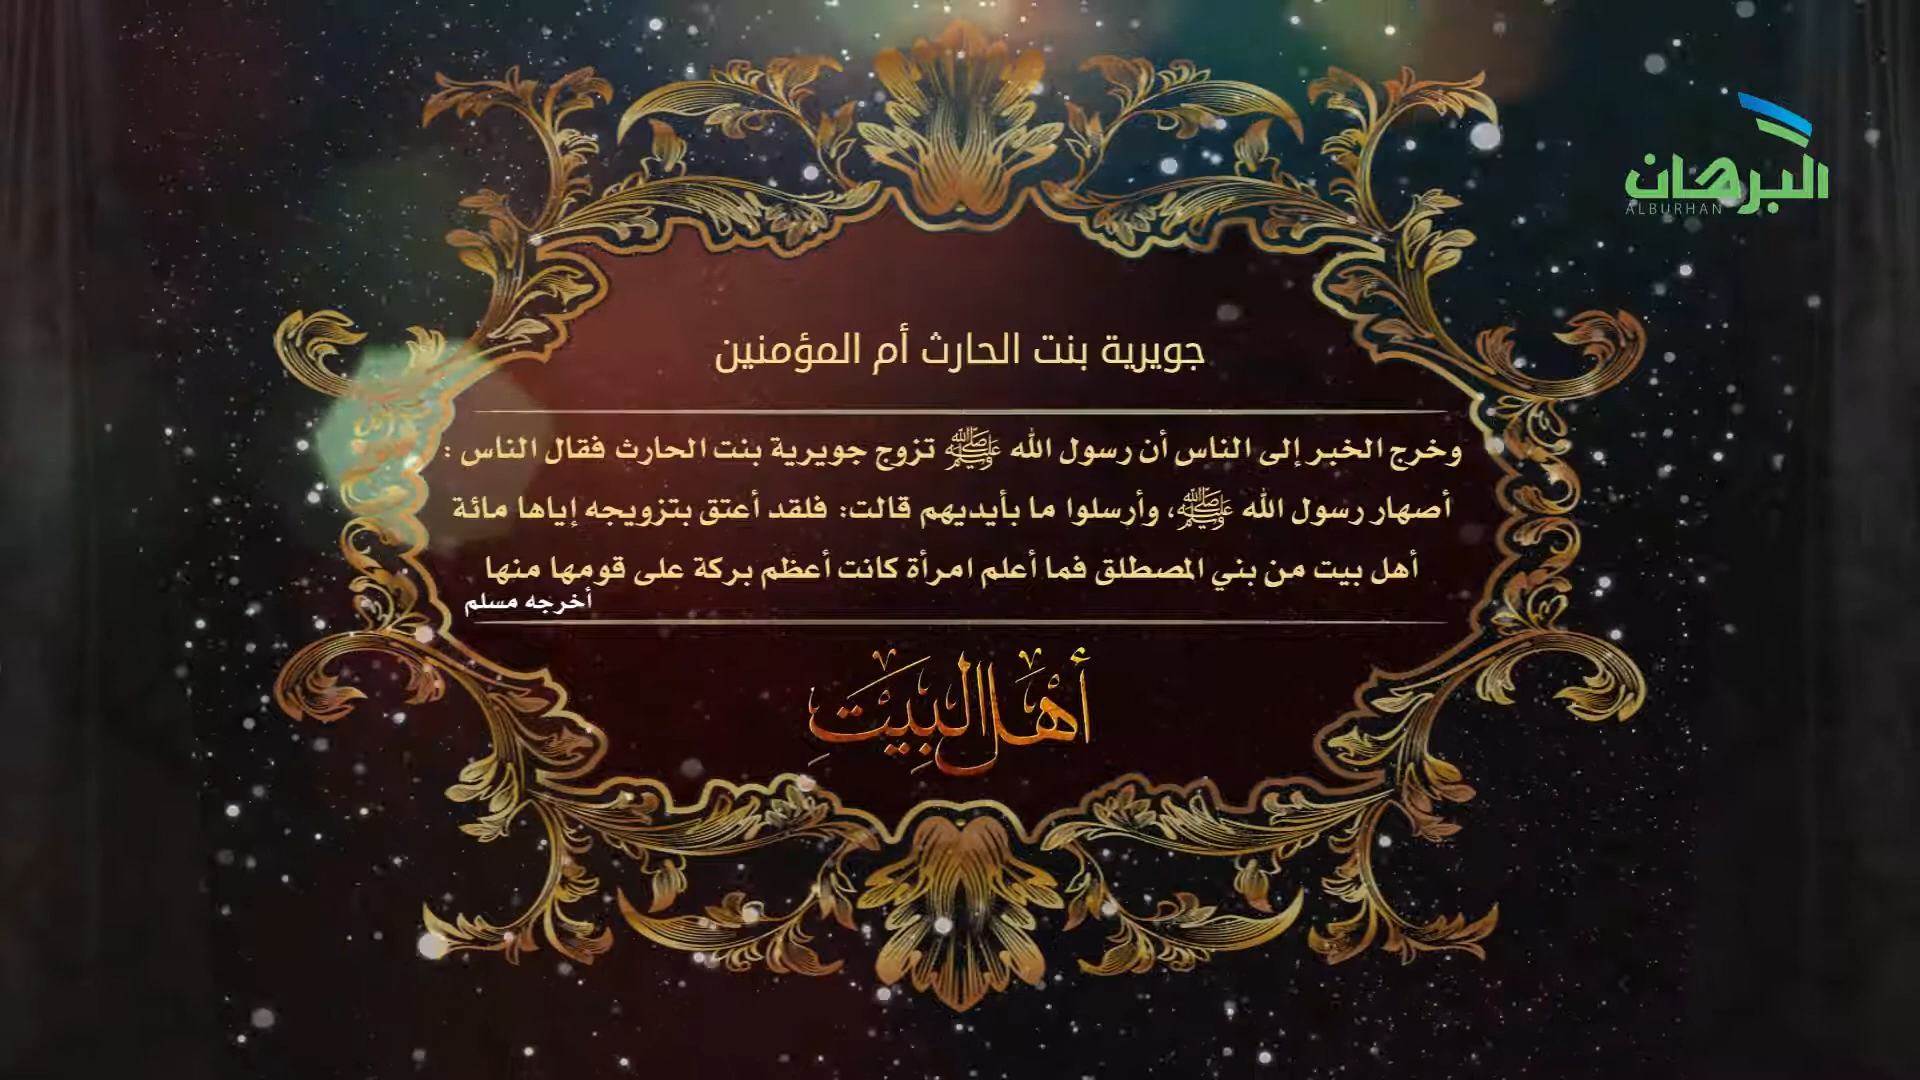 البرهان
ALBURHAN
جويرية بنت الحارث أم المؤمنين
وخرج الخبر إلى الناس أن رسول الله ﷺ تزوج جويرية بنت الحارث فقال الناس :
أصهار رسول الله ﷺ، وأرسلوا ما بأيديهم قالت: فلقد أعتق بتزويجه إياها مائة
أهل بيت من بني المصطلق فما أعلم امرأة كانت أعظم بركة على قومها منها
أخرجه مسلم
أهل البيت